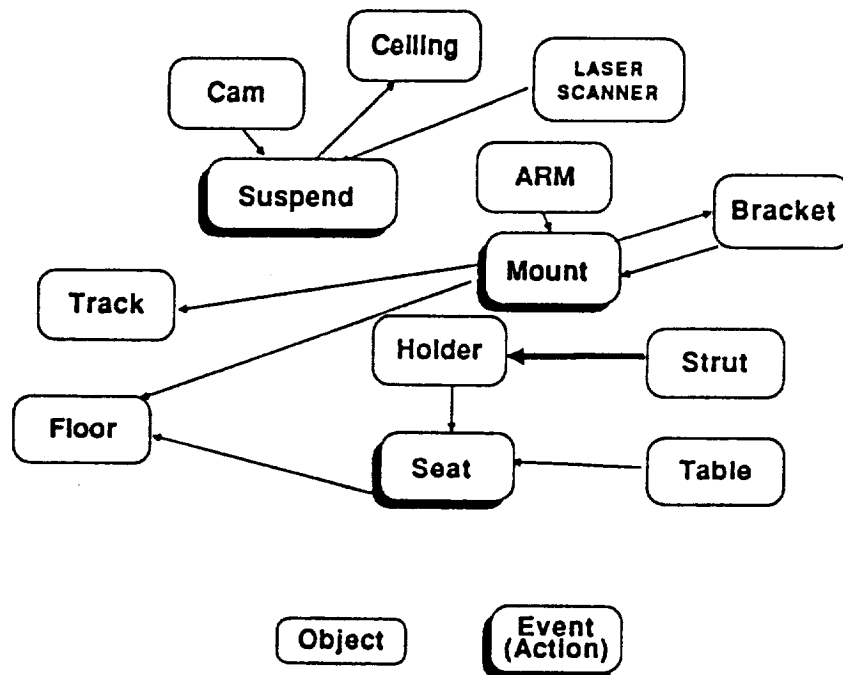 Ceiling
Cam
LASER
SCANNER
Suspend
ARM
Bracket
Mount
Track
Holder
Strut
Floor
Seat
Table
Object
Event
(Action)